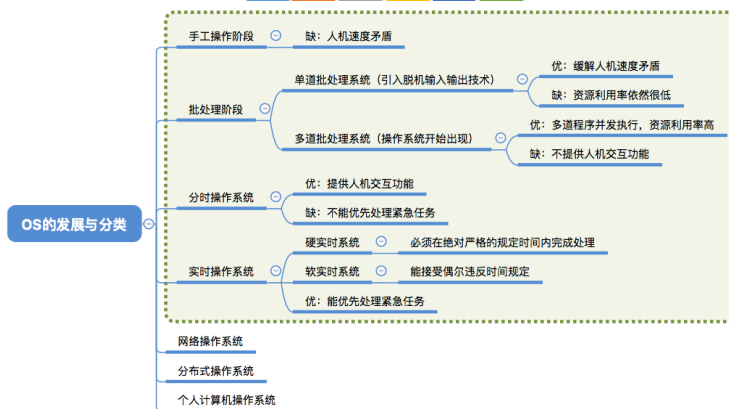 手工操作阶段
缺：人机速度矛盾
批处理阶段
单道批处理系统（引入脱机输入输出技术）
优：缓解人机速度矛盾
缺：资源利用率依然很低
多道批处理系统（操作系统开始出现）
优：多道程序并发执行，资源利用率高
缺：不提供人机交互功能
OS的发展与分类
分时操作系统
优：提供人机交互功能
缺：不能优先处理紧急任务
实时操作系统
硬实时系统
必须在绝对严格的规定时间内完成处理
软实时系统
能接受偶尔违反时间规定
优：能优先处理紧急任务
网络操作系统
分布式操作系统
个人计算机操作系统